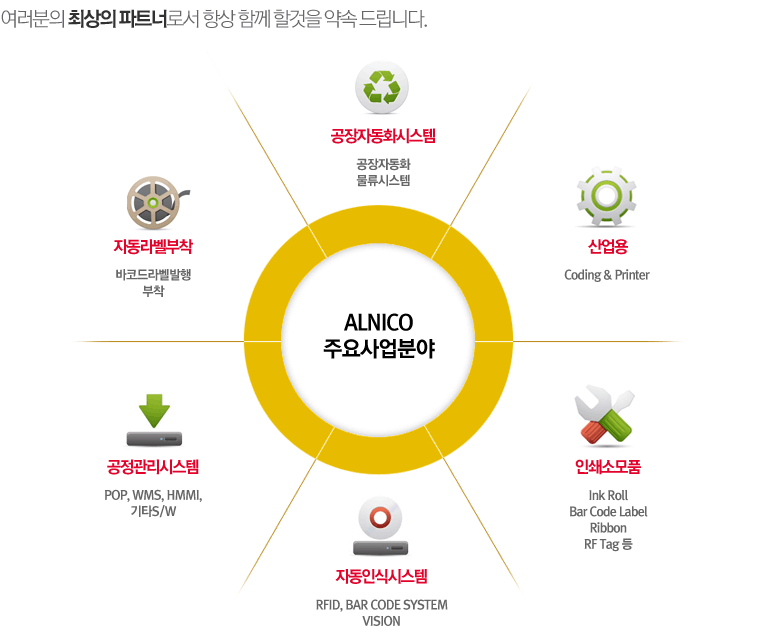 여러분의 최상의 파트너로서 항상 함께 할것을 약속 드립니다.
공장자동화시스템
공장자동화
물류시스템
자동라벨부착
바코드라벨발행
부착
산업용
Coding & Printer
ALNICO
주요사업분야
공정관리시스템
POP, WMS, HMMI,
기타S/W
인쇄소모품
Ink Roll
Bar Code Label
Ribbon
RF Tag 등
자동인식시스템
RFID, BAR CODE SYSTEM
VISION